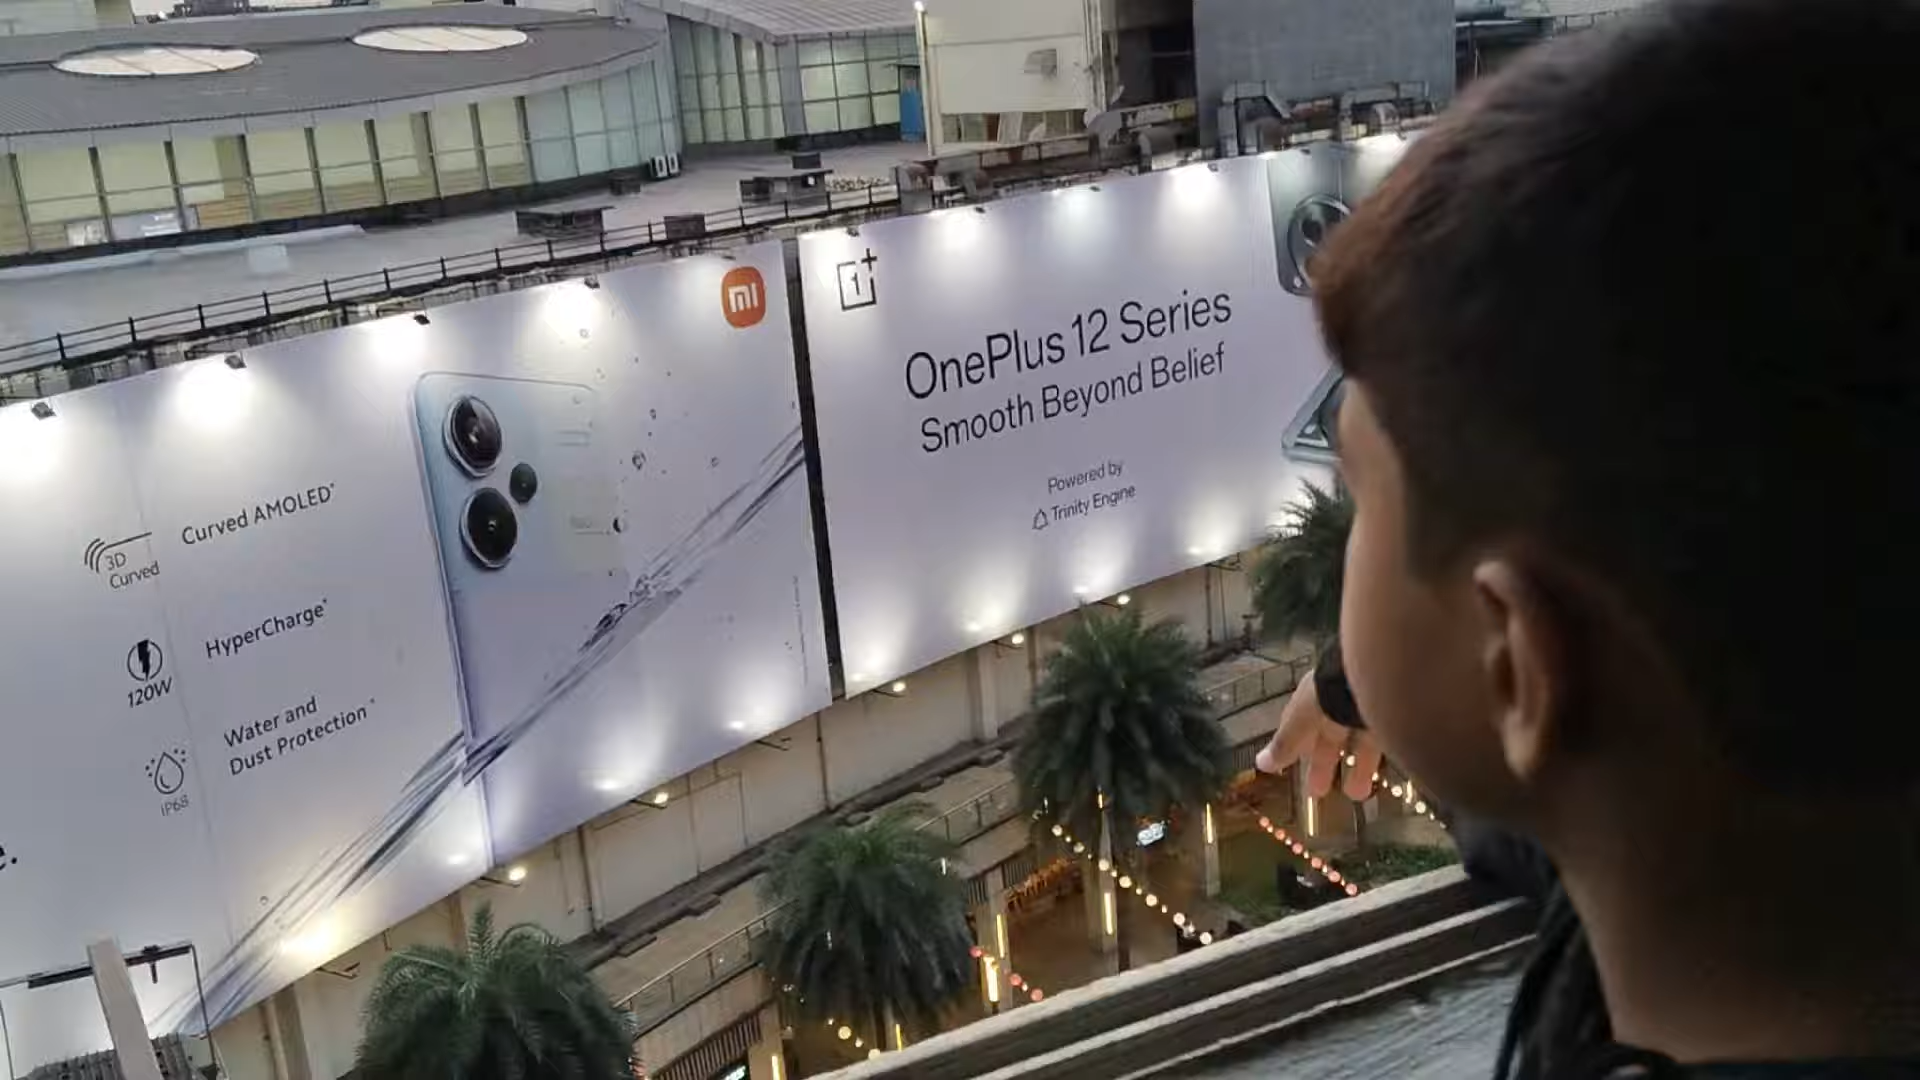 3D
Curved
Curved AMOLED*
120W
HyperCharge*
IP68
Water and
Dust Protection*
e.
mi
1+
OnePlus 12 Series
Smooth Beyond Belief
Powered by
Trinity Engine